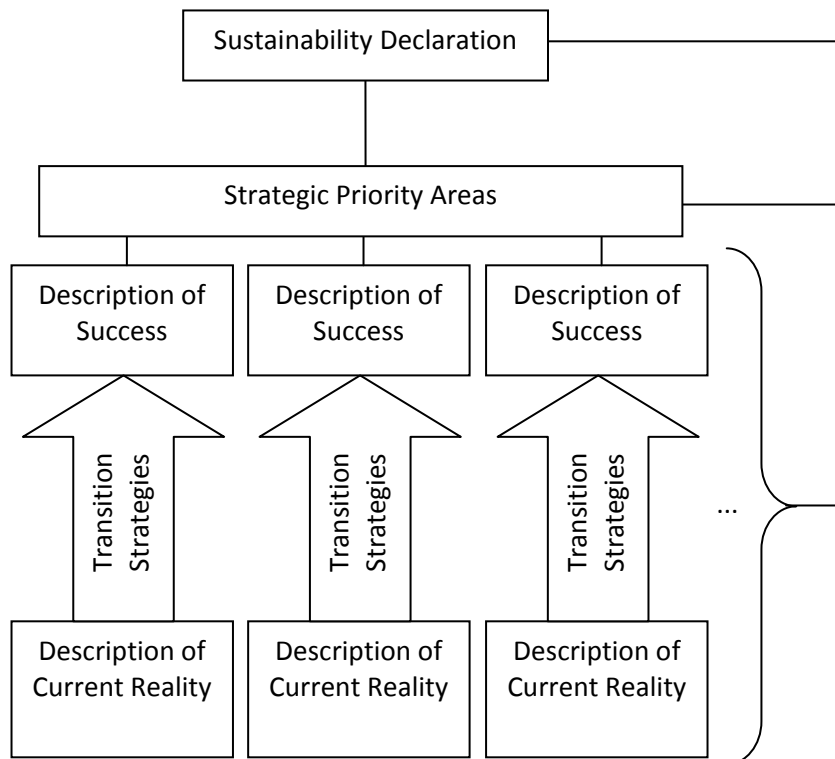 Sustainability Declaration
Strategic Priority Areas
Description of
Success
Description of
Success
Description of
Success
Transition
Strategies
Transition
Strategies
Transition
Strategies
...
Description of
Current Reality
Description of
Current Reality
Description of
Current Reality